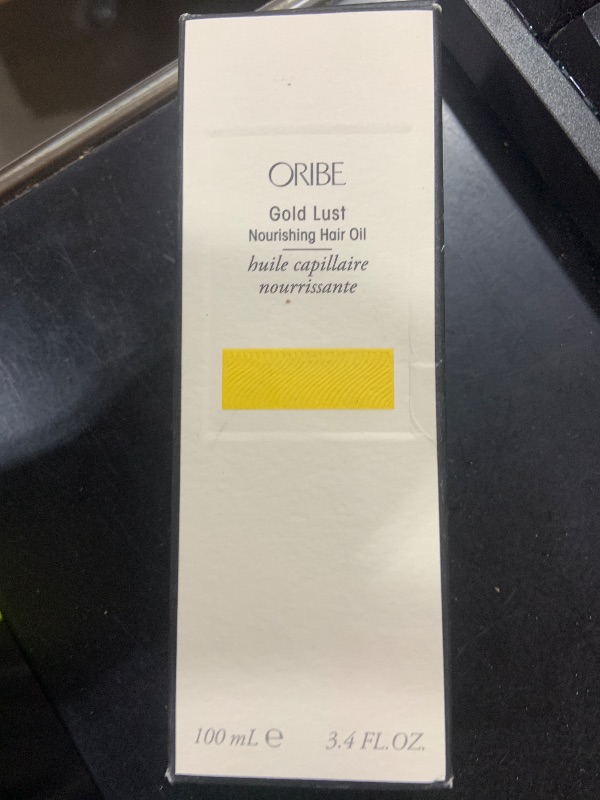 ORIBE
Gold Lust
Nourishing Hair Oil
huile capillaire
nourrissante
100 mL ℮ 3.4 FL.OZ.